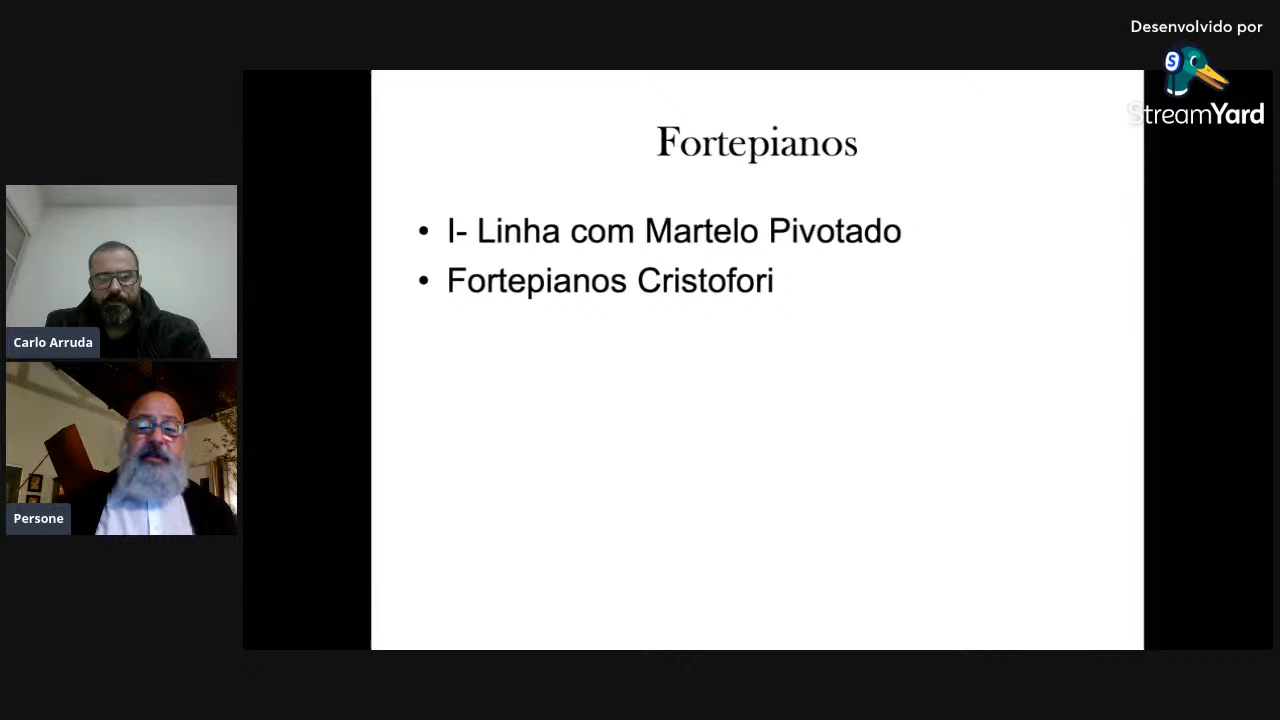 Desenvolvido por
StreamYard
Fortepianos
• I- Linha com Martelo Pivotado
• Fortepianos Cristofori
Carlo Arruda
Persone